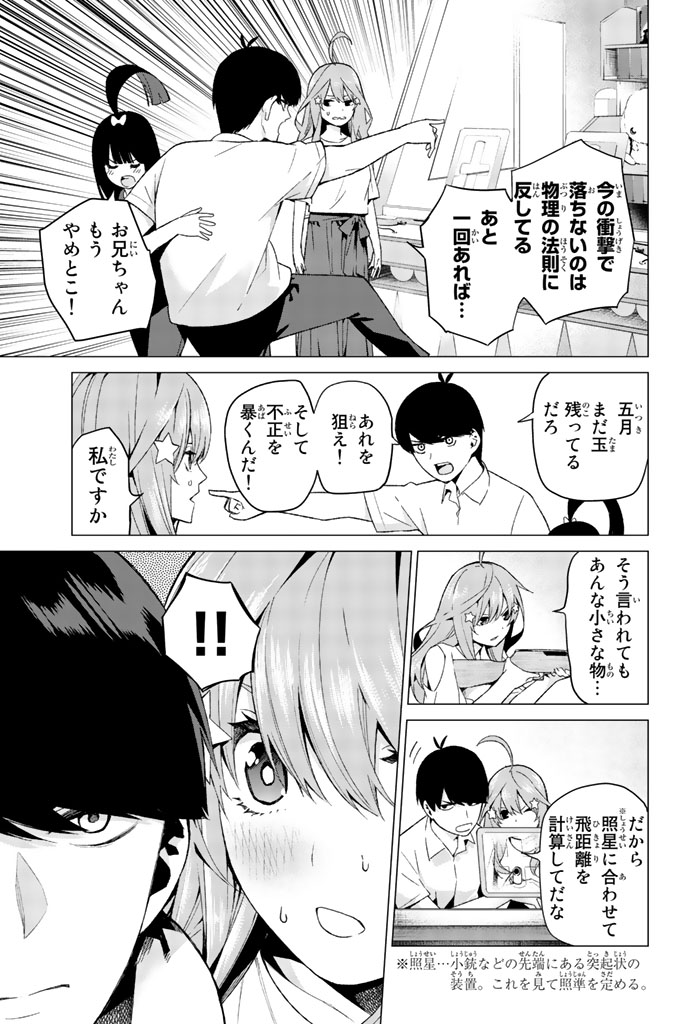 今の衝撃で
落ちないのは
物理の法則に
反してる
あと
一回あれば…
お兄ちゃん
もう
やめとこ！
五月
まだ玉
残ってる
だろ
あれを
狙え！
そして
不正を
暴くんだ！
私ですか
そう言われても
あんな小さな物…
だから
※照星に合わせて
飛距離を
計算してだな
!!
※照星…小銃などの先端にある突起状の
装置。これを見て照準を定める。